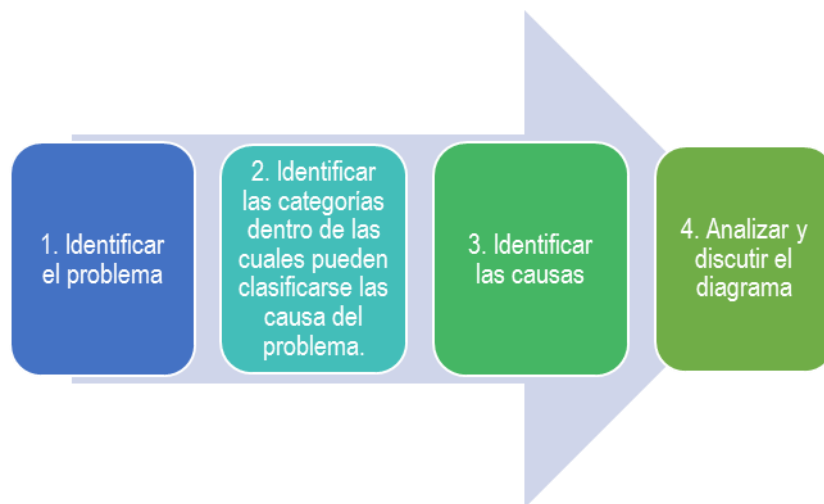 1. Identificar
el problema
2. Identificar
las categorías
dentro de las
cuales pueden
clasificarse las
causa del
problema.
3. Identificar
las causas
4. Analizar y
discutir el
diagrama